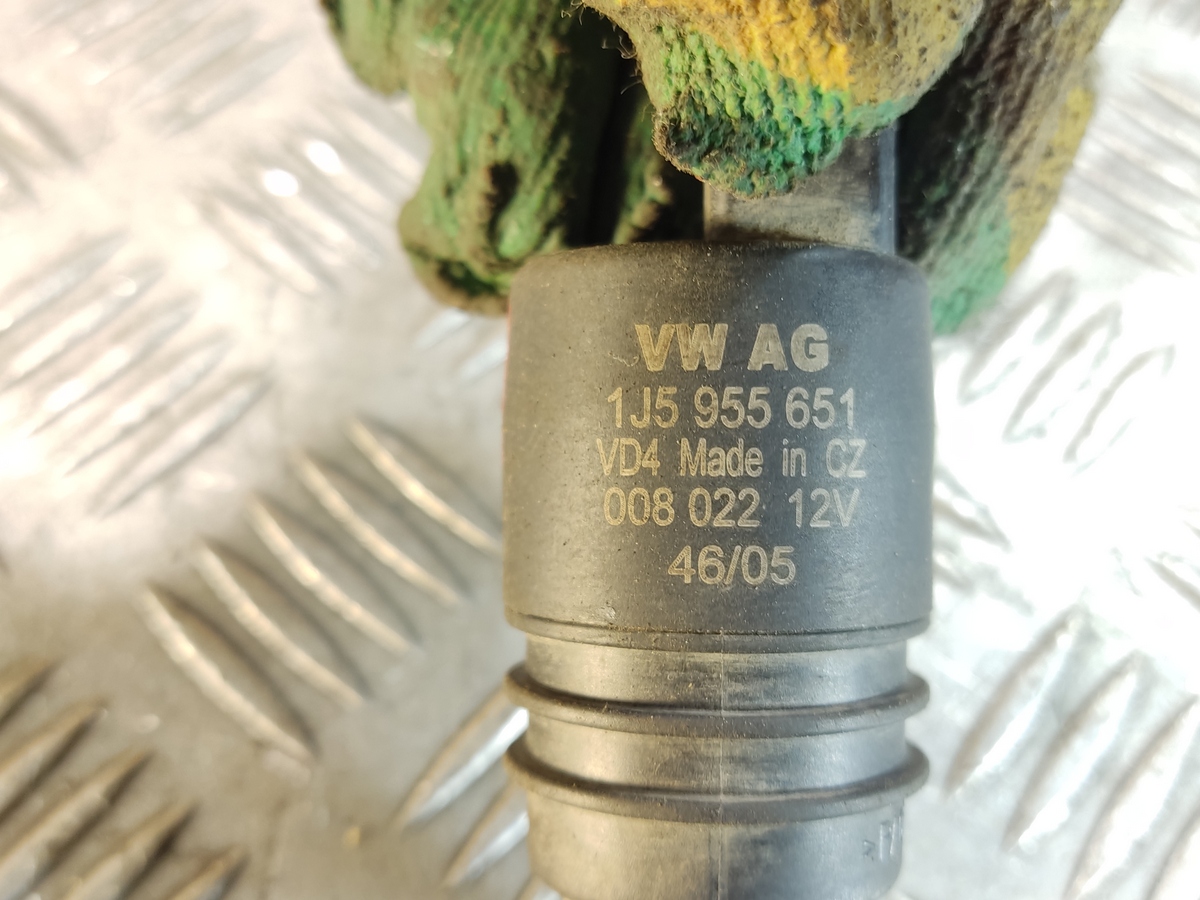 VW AG
1J5 955 651
VD4 Made in CZ
008 022 12V
46/05